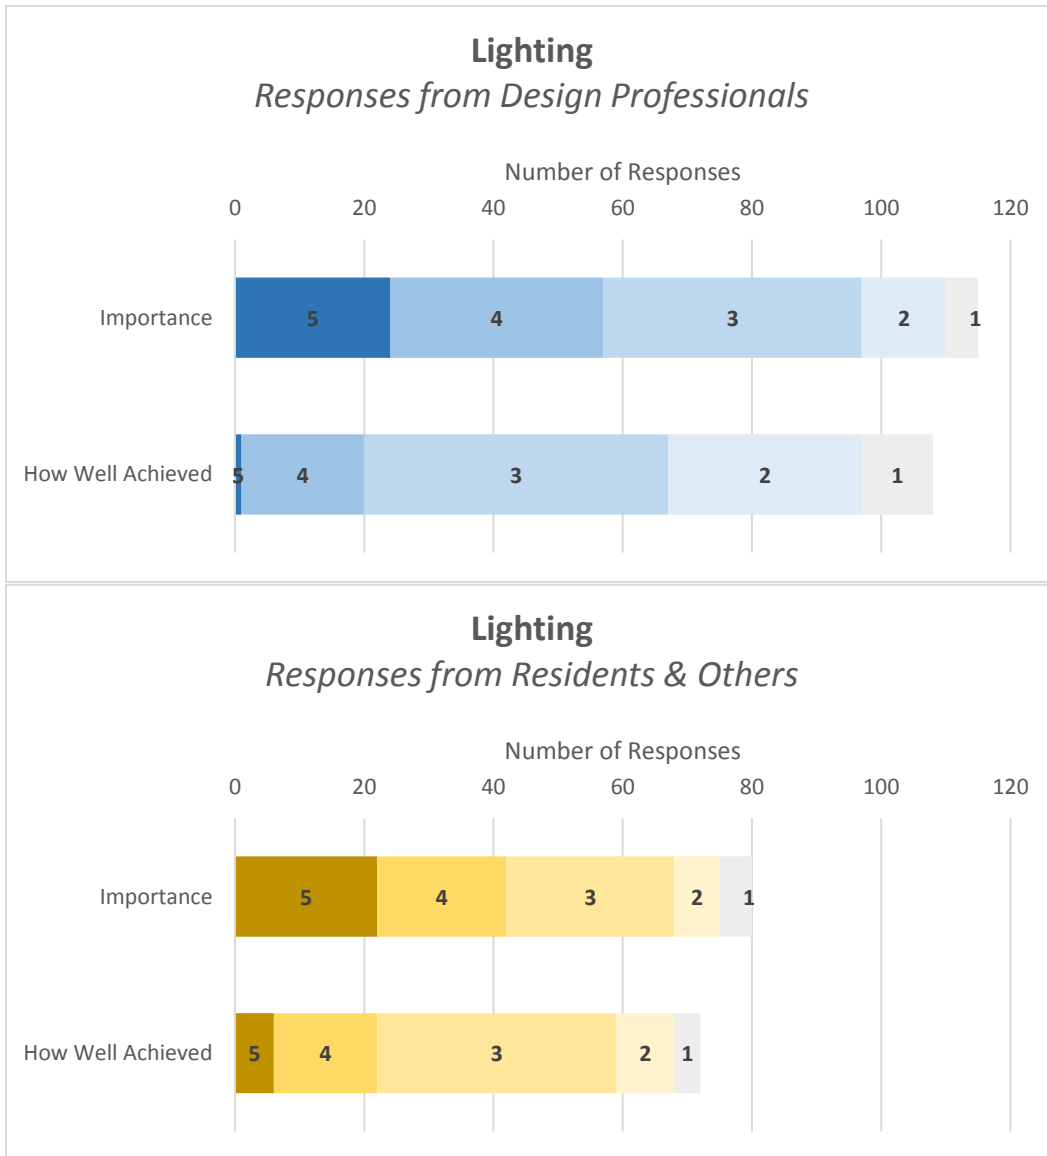 Lighting
Responses from Design Professionals
Number of Responses
0 20 40 60 80 100 120
Importance 5 4 3 2 1
How Well Achieved 5 4 3 2 1
Lighting
Responses from Residents & Others
Number of Responses
0 20 40 60 80 100 120
Importance 5 4 3 2 1
How Well Achieved 5 4 3 2 1